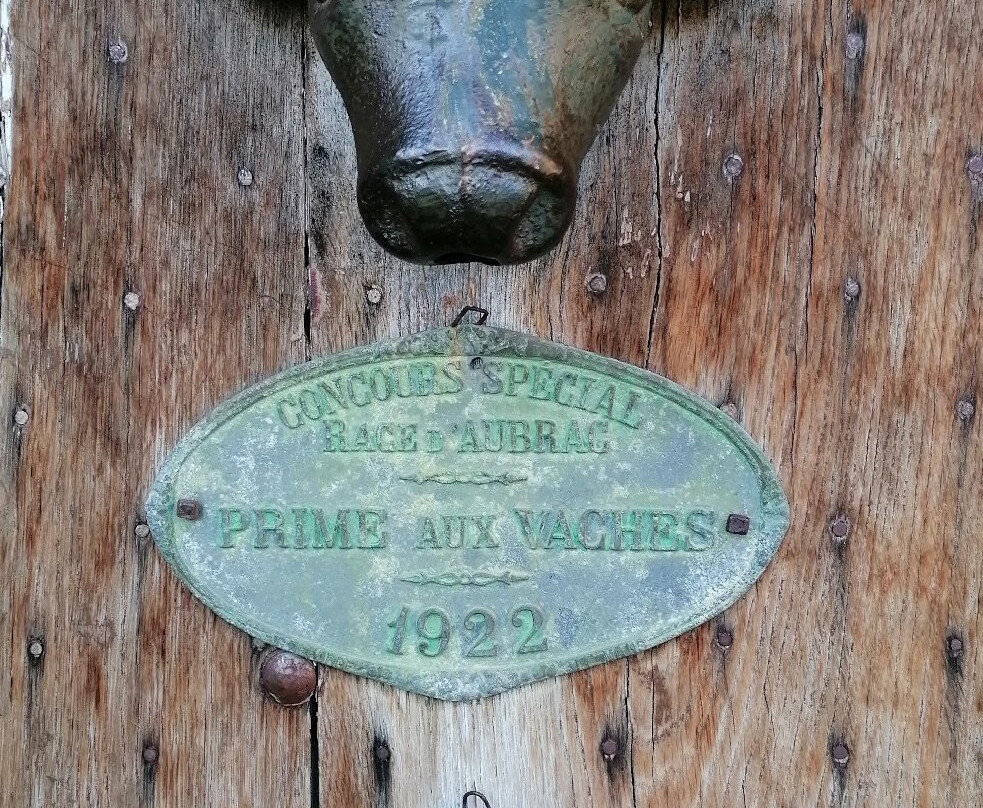 CONCOURS SPÉCIAL
RACE D'AUBRAC
PRIME AUX VACHES
1922